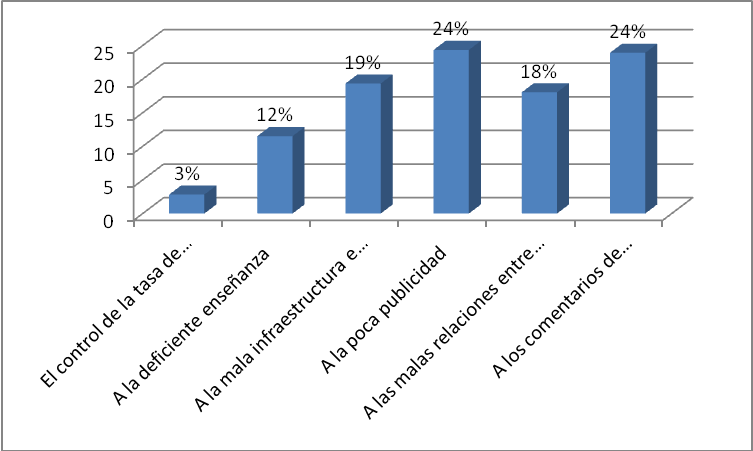 24%
24%
19%
18%
12%
3%
25
20
15
10
5
0
El control de la tasa de...
A la deficiente enseñanza
A la mala infraestructura e...
A la poca publicidad
A las malas relaciones entre...
A los comentarios de...